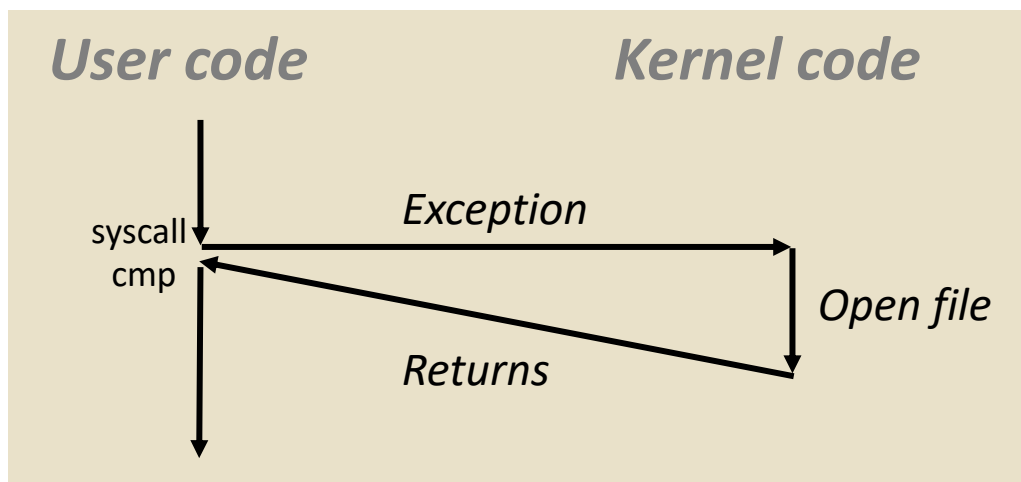 User code
Kernel code
Exception
syscall
cmp
Open file
Returns